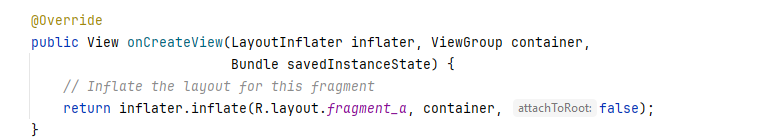 @Override
public View onCreateView(LayoutInflater inflater, ViewGroup container,
Bundle savedInstanceState) {
// Inflate the layout for this fragment
return inflater.inflate(R.layout.fragment_a, container, attachToRoot: false);
}